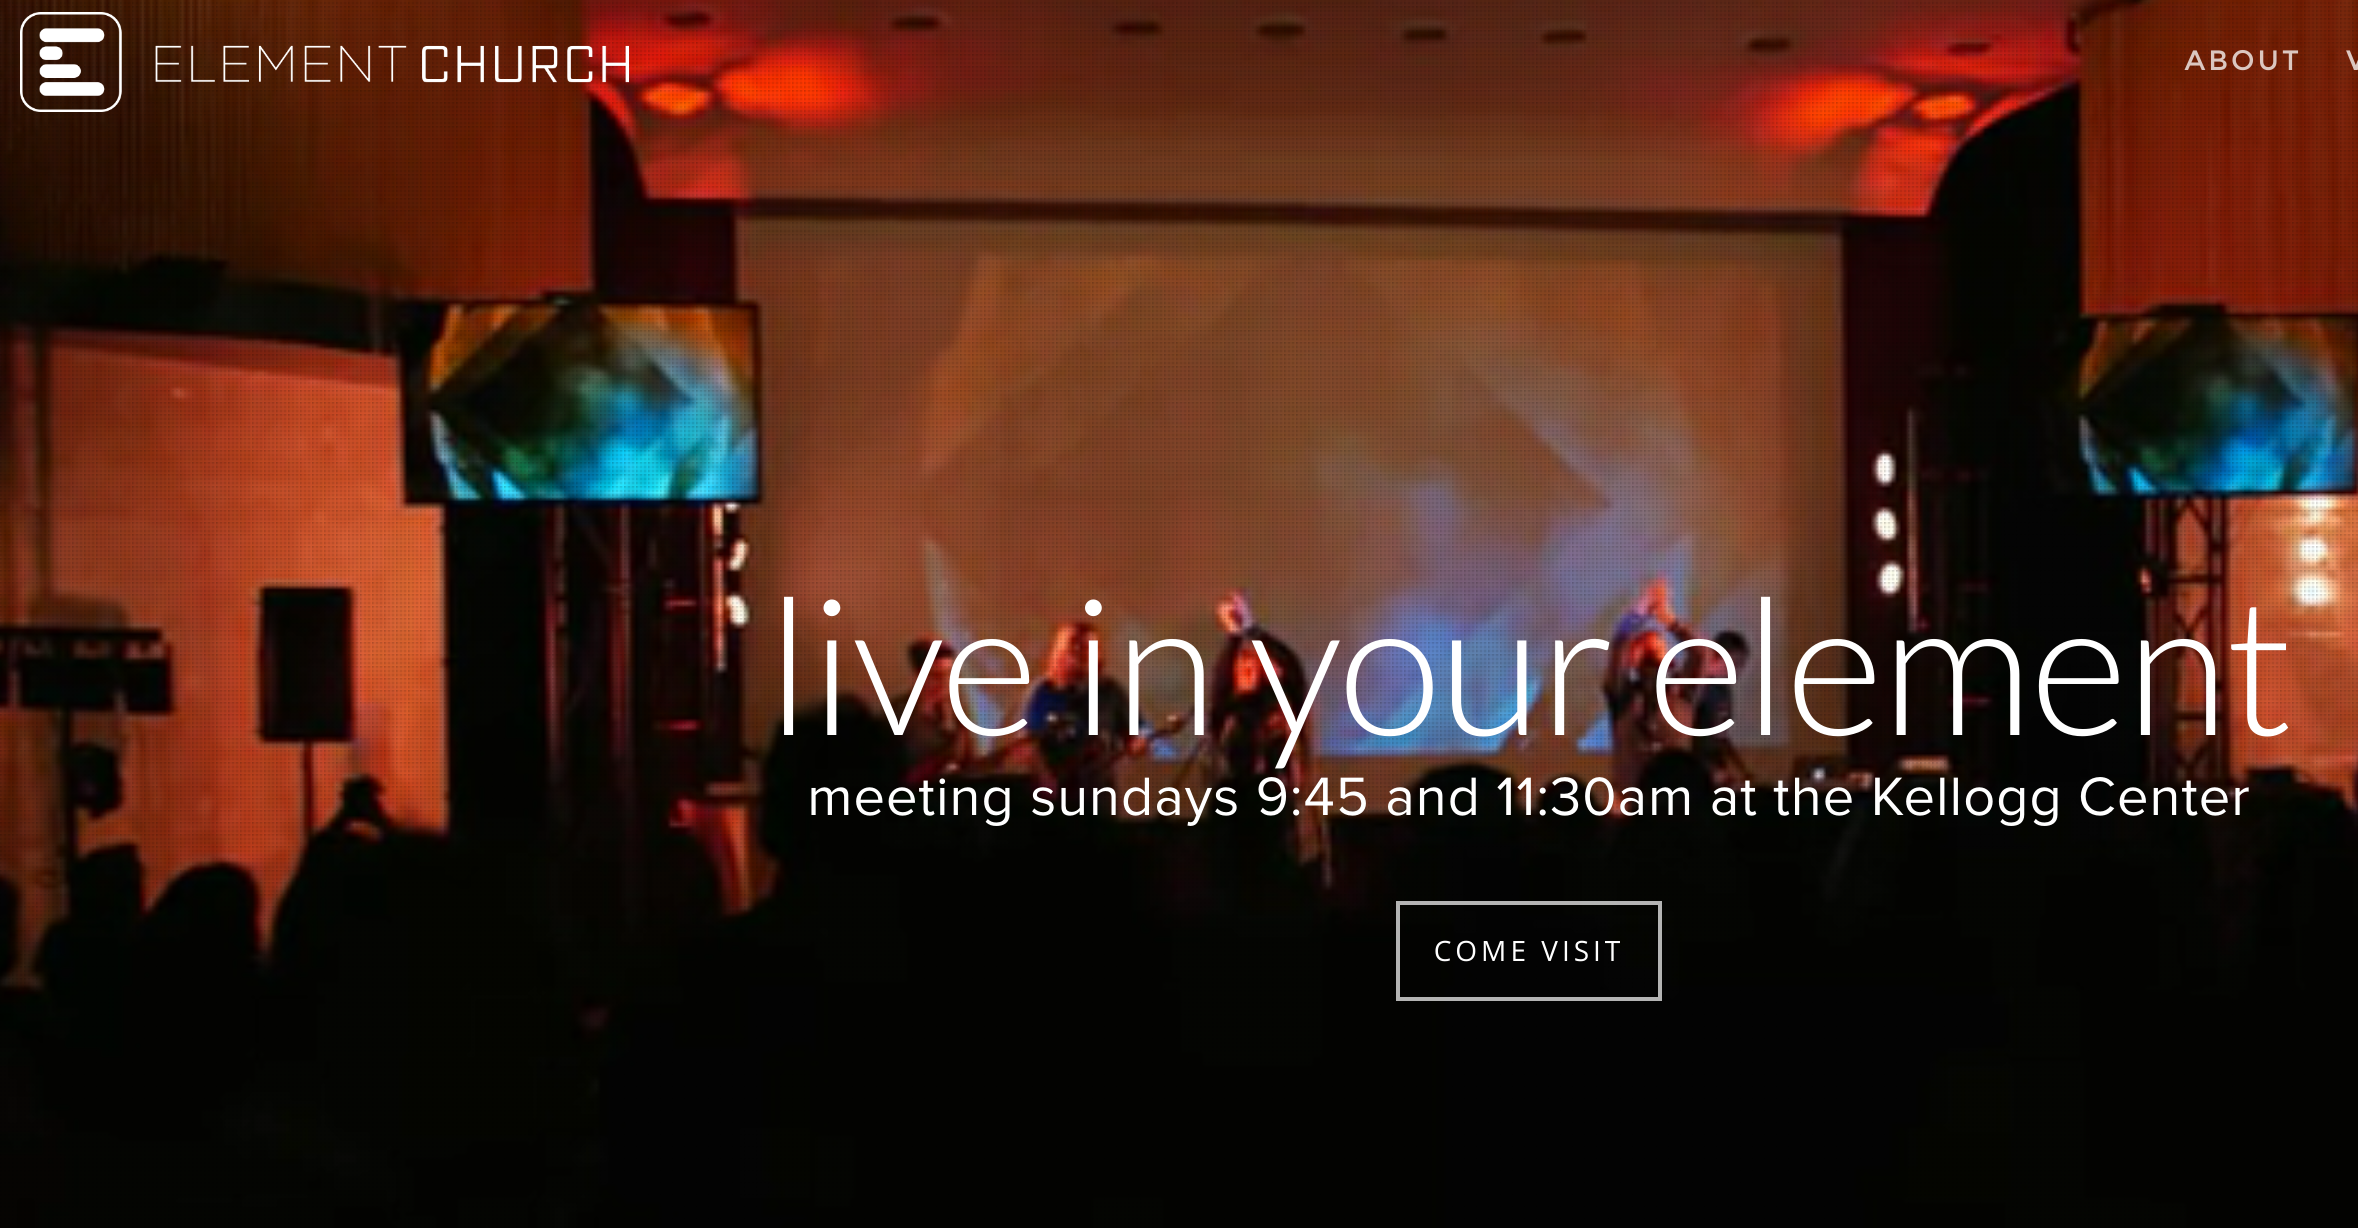 ELEMENT CHURCH
ABOUT
live in your element
meeting sundays 9:45 and 11:30am at the Kellogg Center
COME VISIT